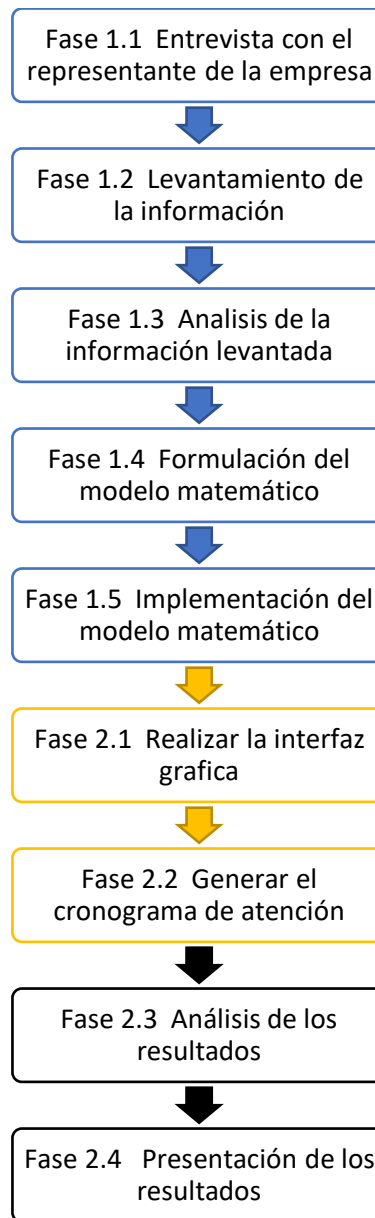 Fase 1.1  Entrevista con el
representante de la empresa
Fase 1.2  Levantamiento de
la información
Fase 1.3  Analisis de la
información levantada
Fase 1.4  Formulación del
modelo matemático
Fase 1.5  Implementación del
modelo matemático
Fase 2.1  Realizar la interfaz
grafica
Fase 2.2  Generar el
cronograma de atención
Fase 2.3  Análisis de los
resultados
Fase 2.4   Presentación de los
resultados